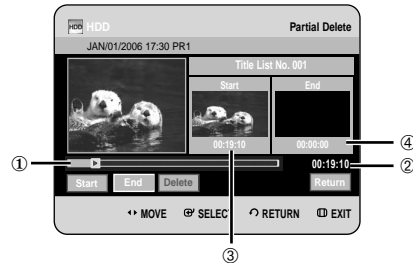 HDD HDD Partial Delete
JAN/01/2006 17:30 PR1
Title List No. 001
Start End
00:19:10 00:00:00 ④
① 00:19:10 ②
Start End Delete Return
MOVE SELECT RETURN EXIT
③